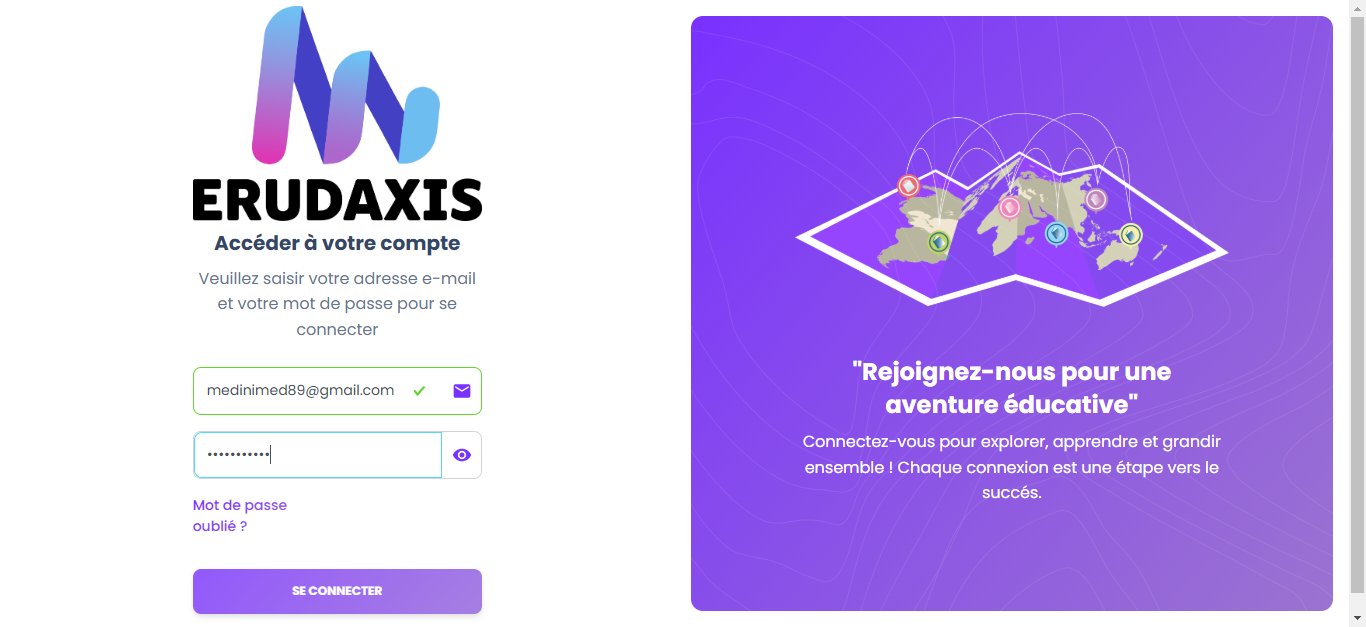 ERUDAXIS
Accéder à votre compte
Veuillez saisir votre adresse e-mail
et votre mot de passe pour se
connecter
medinimed89@gmail.com
•••••••••••
Mot de passe
oublié ?
SE CONNECTER
"Rejoignez-nous pour une
aventure éducative"
Connectez-vous pour explorer, apprendre et grandir
ensemble ! Chaque connexion est une étape vers le
succés.